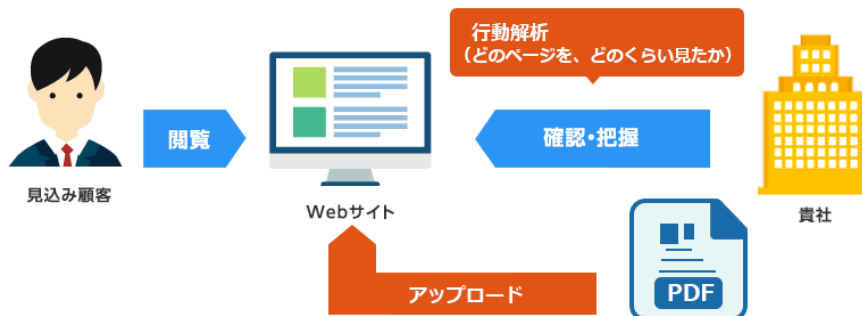 行動解析
(どのページを、どのくらい見たか)
閲覧
確認・把握
見込み顧客
Webサイト
貴社
アップロード
PDF